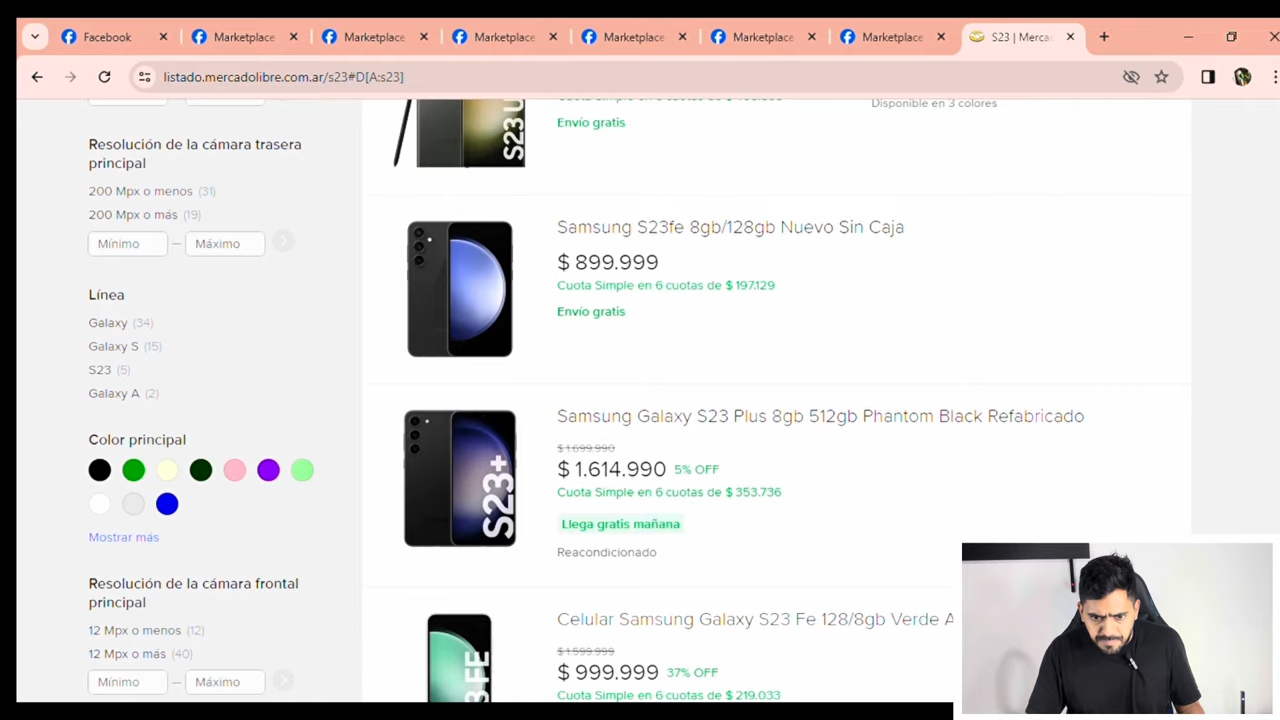 Facebook
Marketplace
Marketplace
Marketplace
Marketplace
Marketplace
Marketplace
S23 | Merca
listado.mercadolibre.com.ar/s23#D[A:s23]
Resolución de la cámara trasera
principal
200 Mpx o menos (31)
200 Mpx o más (19)
Mínimo — Máximo
Línea
Galaxy (34)
Galaxy S (15)
S23 (5)
Galaxy A (2)
Color principal
Mostrar más
Resolución de la cámara frontal
principal
12 Mpx o menos (12)
12 Mpx o más (40)
Mínimo — Máximo
S23 U
Envío gratis
Disponible en 3 colores
Samsung S23fe 8gb/128gb Nuevo Sin Caja
$ 899.999
Cuota Simple en 6 cuotas de $ 197.129
Envío gratis
S23+
Samsung Galaxy S23 Plus 8gb 512gb Phantom Black Refabricado
$ 1.699.990
$ 1.614.990 5% OFF
Cuota Simple en 6 cuotas de $ 353.736
Llega gratis mañana
Reacondicionado
3 FE
Celular Samsung Galaxy S23 Fe 128/8gb Verde A
$ 1.599.999
$ 999.999 37% OFF
Cuota Simple en 6 cuotas de $ 219.033